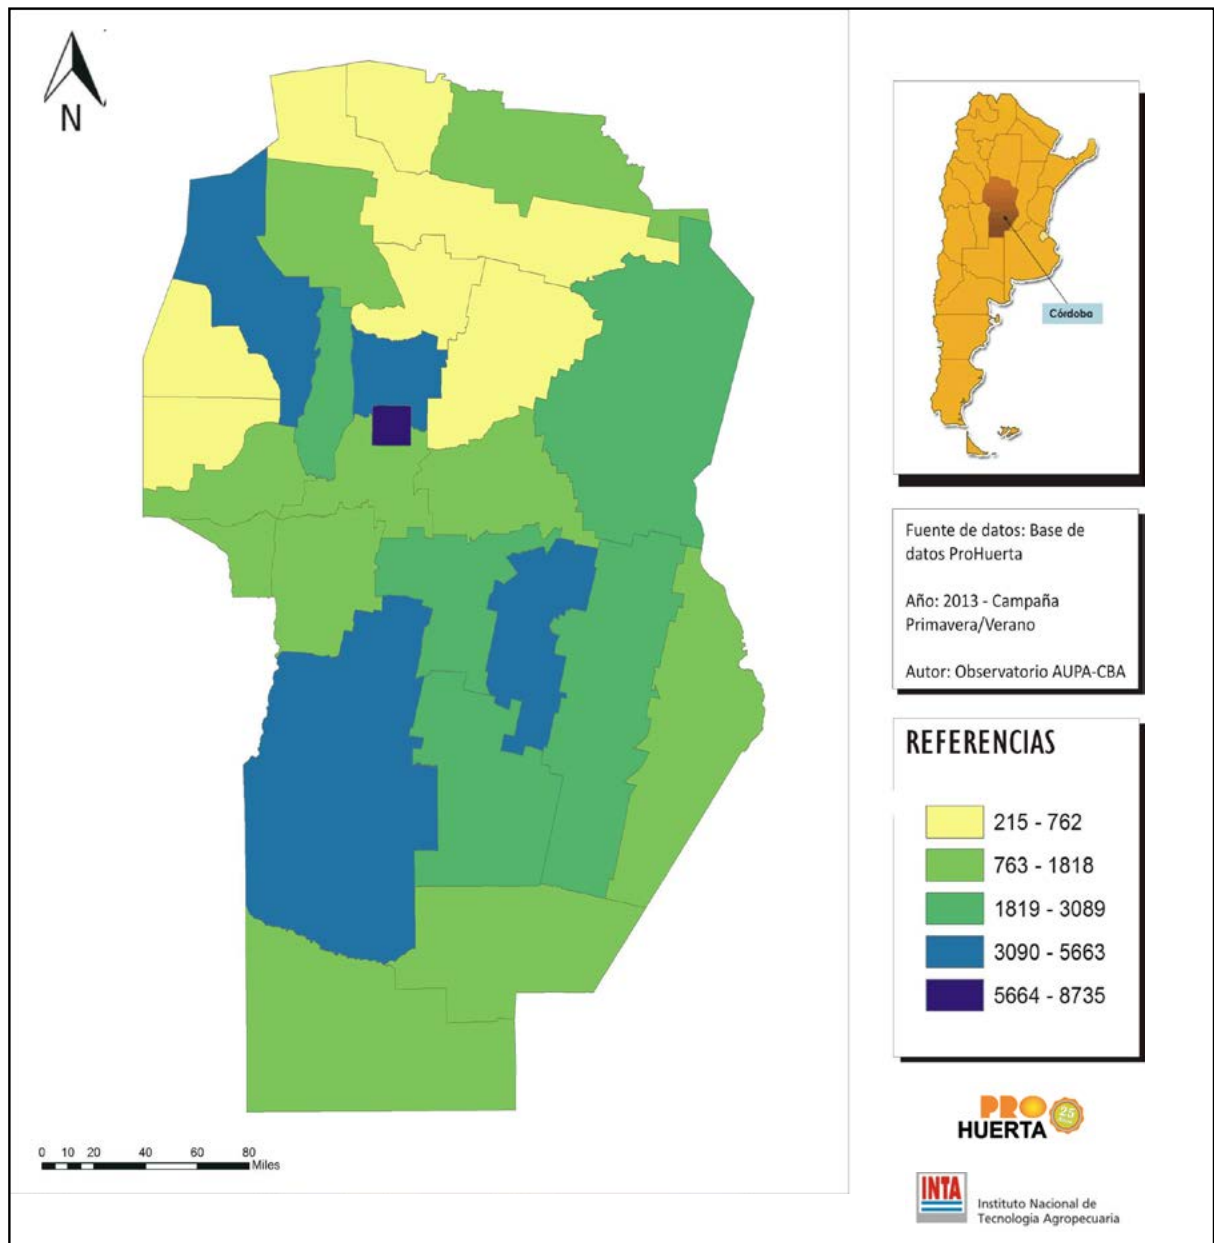 N
Córdoba
Fuente de datos: Base de
datos ProHuerta
Año: 2013 - Campaña
Primavera/Verano
Autor: Observatorio AUPA-CBA
REFERENCIAS
215 - 762
763 - 1818
1819 - 3089
3090 - 5663
5664 - 8735
0 10 20 40 60 80
Miles
PRO
HUERTA
25
INTA
Instituto Nacional de
Tecnología Agropecuaria